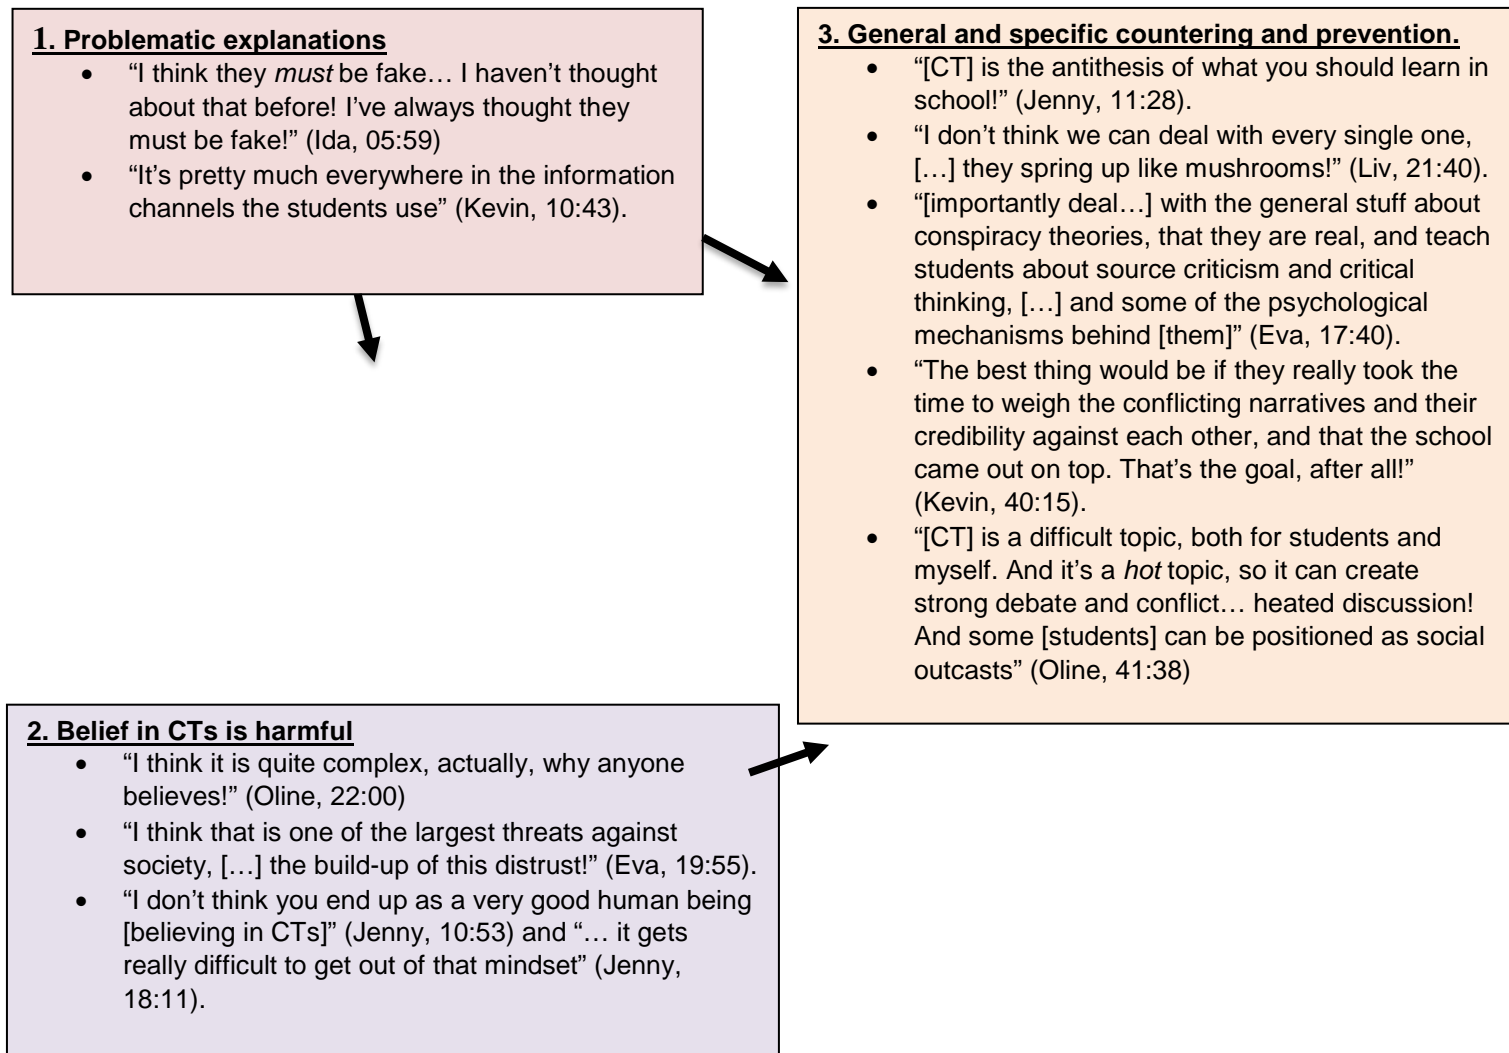 1. Problematic explanations
• “I think they must be fake… I haven’t thought
about that before! I’ve always thought they
must be fake!” (Ida, 05:59)
• “It’s pretty much everywhere in the information
channels the students use” (Kevin, 10:43).
2. Belief in CTs is harmful
• “I think it is quite complex, actually, why anyone
believes!” (Oline, 22:00)
• “I think that is one of the largest threats against
society, […] the build-up of this distrust!” (Eva, 19:55).
• “I don’t think you end up as a very good human being
[believing in CTs]” (Jenny, 10:53) and “… it gets
really difficult to get out of that mindset” (Jenny,
18:11).
3. General and specific countering and prevention.
• “[CT] is the antithesis of what you should learn in
school!” (Jenny, 11:28).
• “I don’t think we can deal with every single one,
[…] they spring up like mushrooms!” (Liv, 21:40).
• “[importantly deal…] with the general stuff about
conspiracy theories, that they are real, and teach
students about source criticism and critical
thinking, […] and some of the psychological
mechanisms behind [them]” (Eva, 17:40).
• “The best thing would be if they really took the
time to weigh the conflicting narratives and their
credibility against each other, and that the school
came out on top. That’s the goal, after all!”
(Kevin, 40:15).
• “[CT] is a difficult topic, both for students and
myself. And it’s a hot topic, so it can create
strong debate and conflict… heated discussion!
And some [students] can be positioned as social
outcasts” (Oline, 41:38)